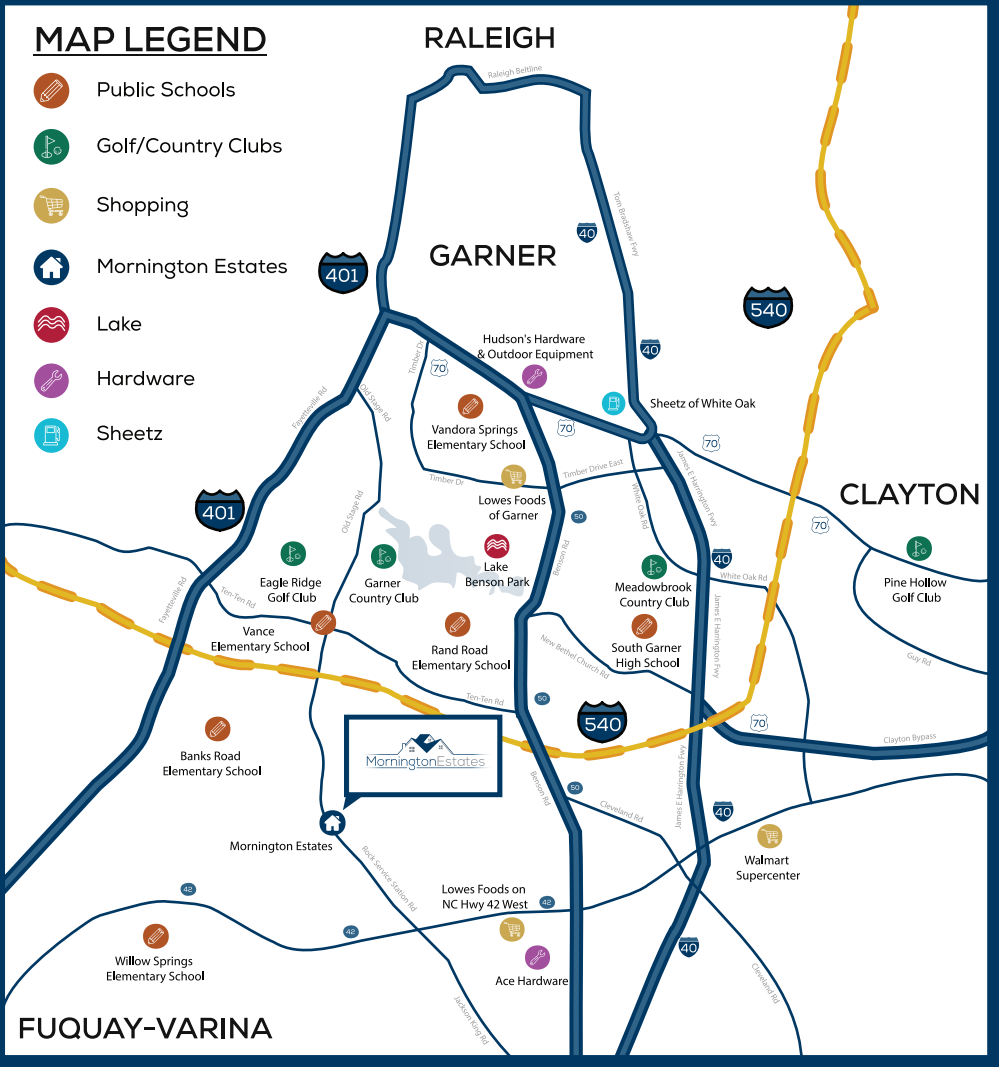 MAP LEGEND
Public Schools
Golf/Country Clubs
Shopping
Mornington Estates
Lake
Hardware
Sheetz
RALEIGH
Raleigh Beltline
Tom Bradshaw Fwy
40
GARNER
401
540
40
Hudson's Hardware
& Outdoor Equipment
Timber Dr
70
Sheetz of White Oak
Fayetteville Rd
Old Stage Rd
Vandora Springs
Elementary School
70
70
James E Harrington Fwy
Timber Dr
Timber Drive East
White Oak Rd
Lowes Foods
of Garner
CLAYTON
401
Old Stage Rd
50
70
Benson Rd
40
Eagle Ridge
Golf Club
Garner
Country Club
Lake
Benson Park
Meadowbrook
Country Club
White Oak Rd
Pine Hollow
Golf Club
Fayetteville Rd
Ten-Ten Rd
Vance
Elementary School
Rand Road
Elementary School
New Bethel Church Rd
South Garner
High School
James E Harrington Fwy
Guy Rd
Ten-Ten Rd
50
540
70
Clayton Bypass
Banks Road
Elementary School
MorningtonEstates
Benson Rd
50
Cleveland Rd
James E Harrington Fwy
40
Mornington Estates
Rock Service Station Rd
Walmart
Supercenter
42
Lowes Foods on
NC Hwy 42 West
42
42
40
Willow Springs
Elementary School
Ace Hardware
Cleveland Rd
Jackson King Rd
FUQUAY-VARINA